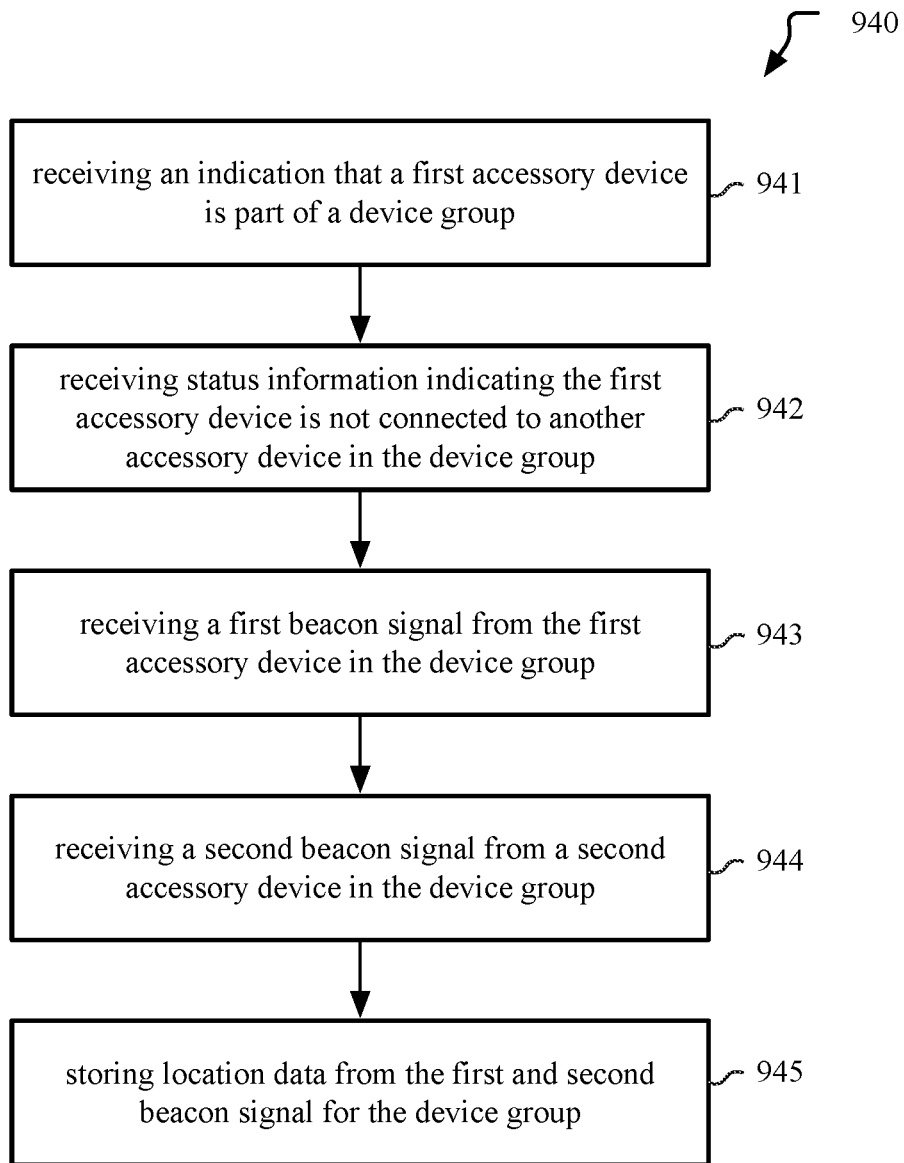 940
receiving an indication that a first accessory device
is part of a device group
941
receiving status information indicating the first
accessory device is not connected to another
accessory device in the device group
942
receiving a first beacon signal from the first
accessory device in the device group
943
receiving a second beacon signal from a second
accessory device in the device group
944
storing location data from the first and second
beacon signal for the device group
945